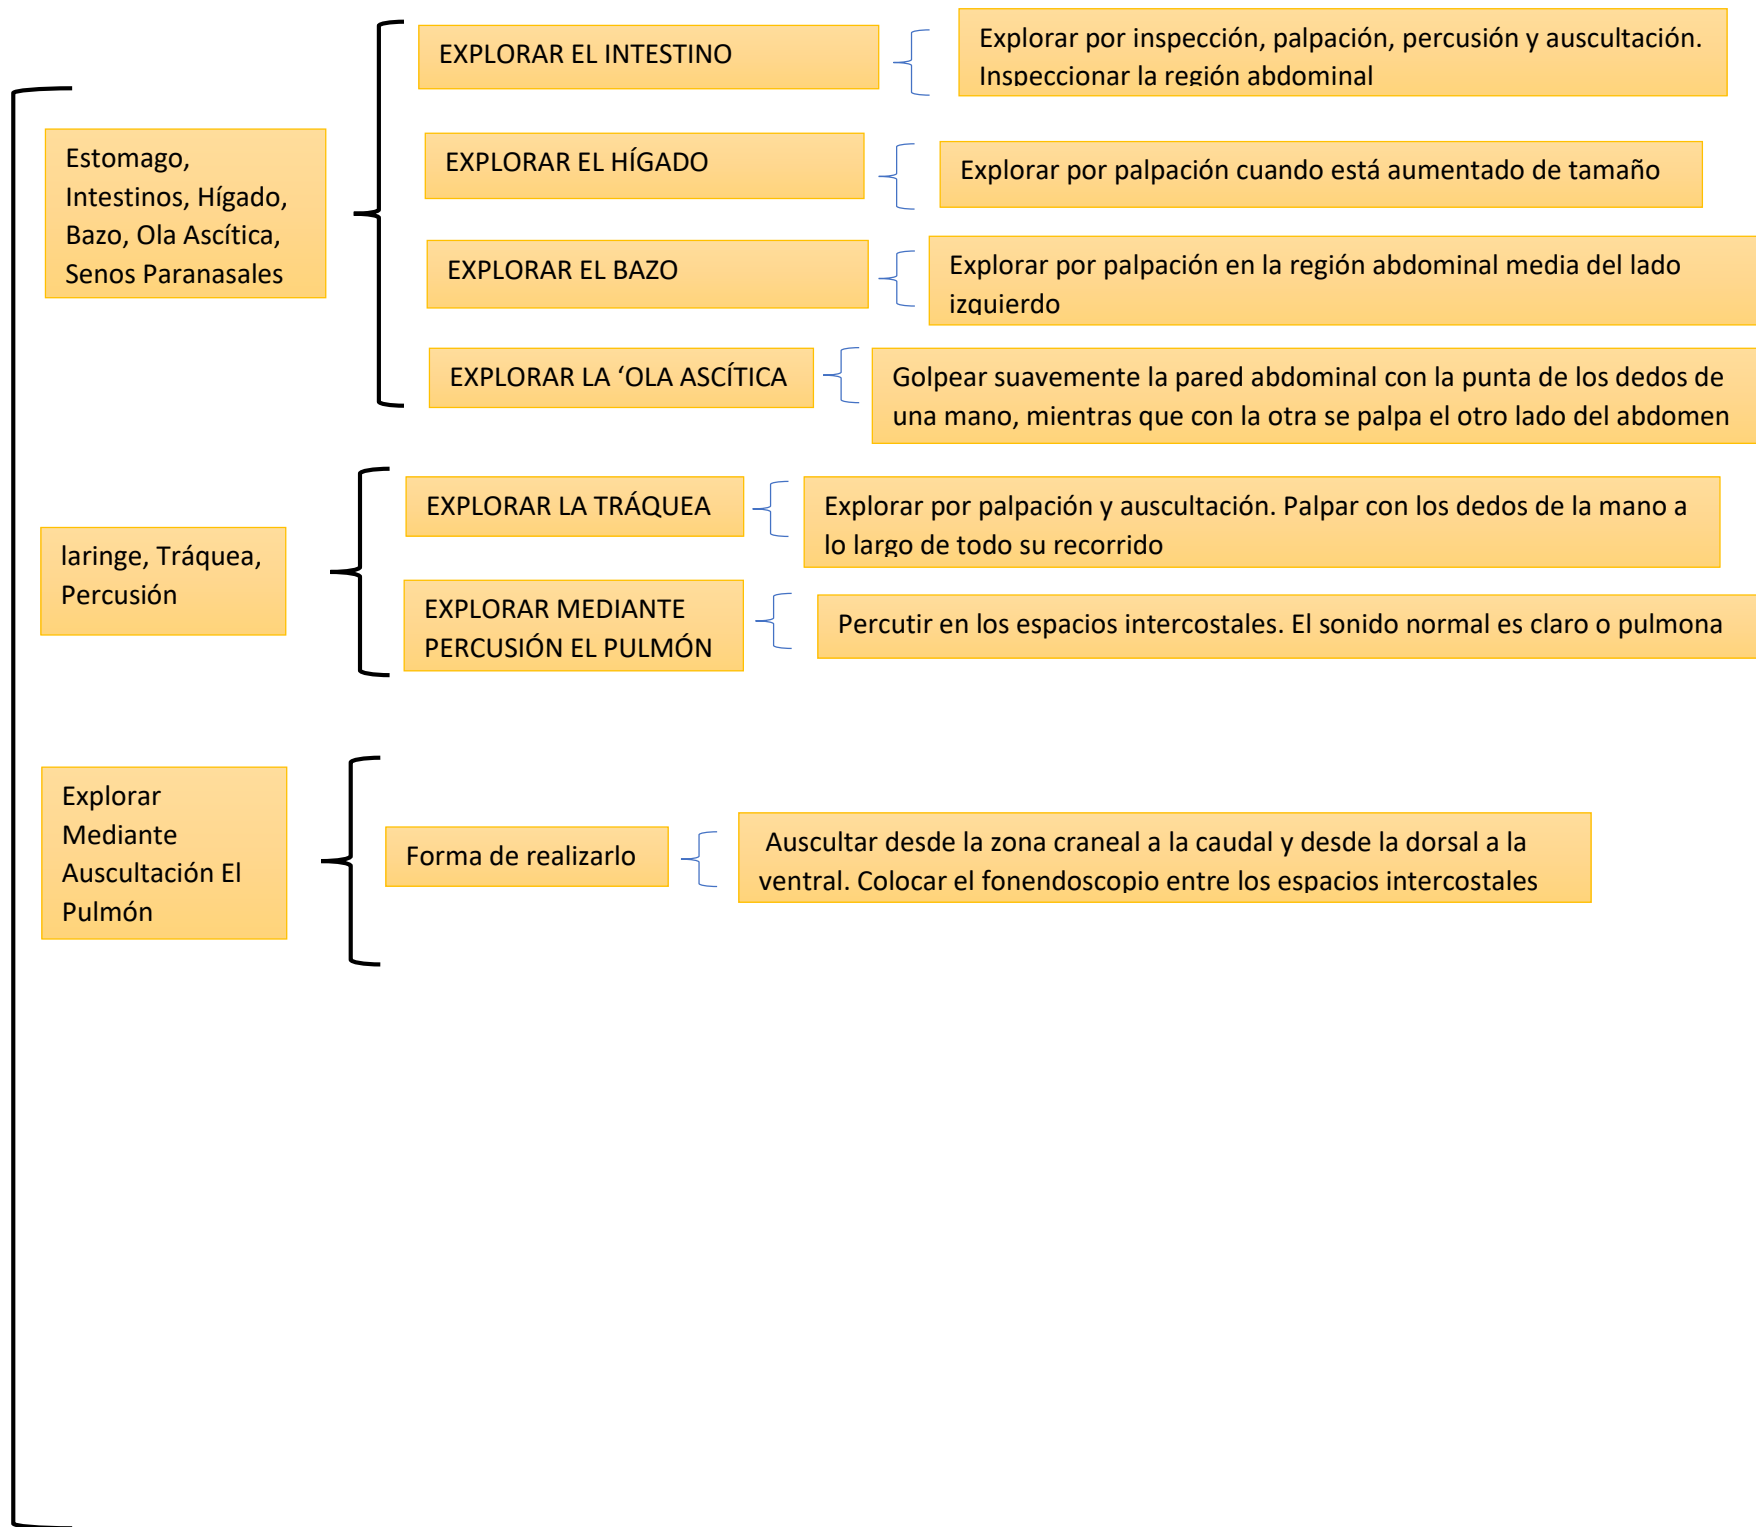 EXPLORAR EL INTESTINO
Explorar por inspección, palpación, percusión y auscultación.
Inspeccionar la región abdominal
Estomago,
Intestinos, Hígado,
Bazo, Ola Ascítica,
Senos Paranasales
EXPLORAR EL HÍGADO
Explorar por palpación cuando está aumentado de tamaño
EXPLORAR EL BAZO
Explorar por palpación en la región abdominal media del lado
izquierdo
EXPLORAR LA ‘OLA ASCÍTICA
Golpear suavemente la pared abdominal con la punta de los dedos de
una mano, mientras que con la otra se palpa el otro lado del abdomen
laringe, Tráquea,
Percusión
EXPLORAR LA TRÁQUEA
Explorar por palpación y auscultación. Palpar con los dedos de la mano a
lo largo de todo su recorrido
EXPLORAR MEDIANTE
PERCUSIÓN EL PULMÓN
Percutir en los espacios intercostales. El sonido normal es claro o pulmona
Explorar
Mediante
Auscultación El
Pulmón
Forma de realizarlo
Auscultar desde la zona craneal a la caudal y desde la dorsal a la
ventral. Colocar el fonendoscopio entre los espacios intercostales